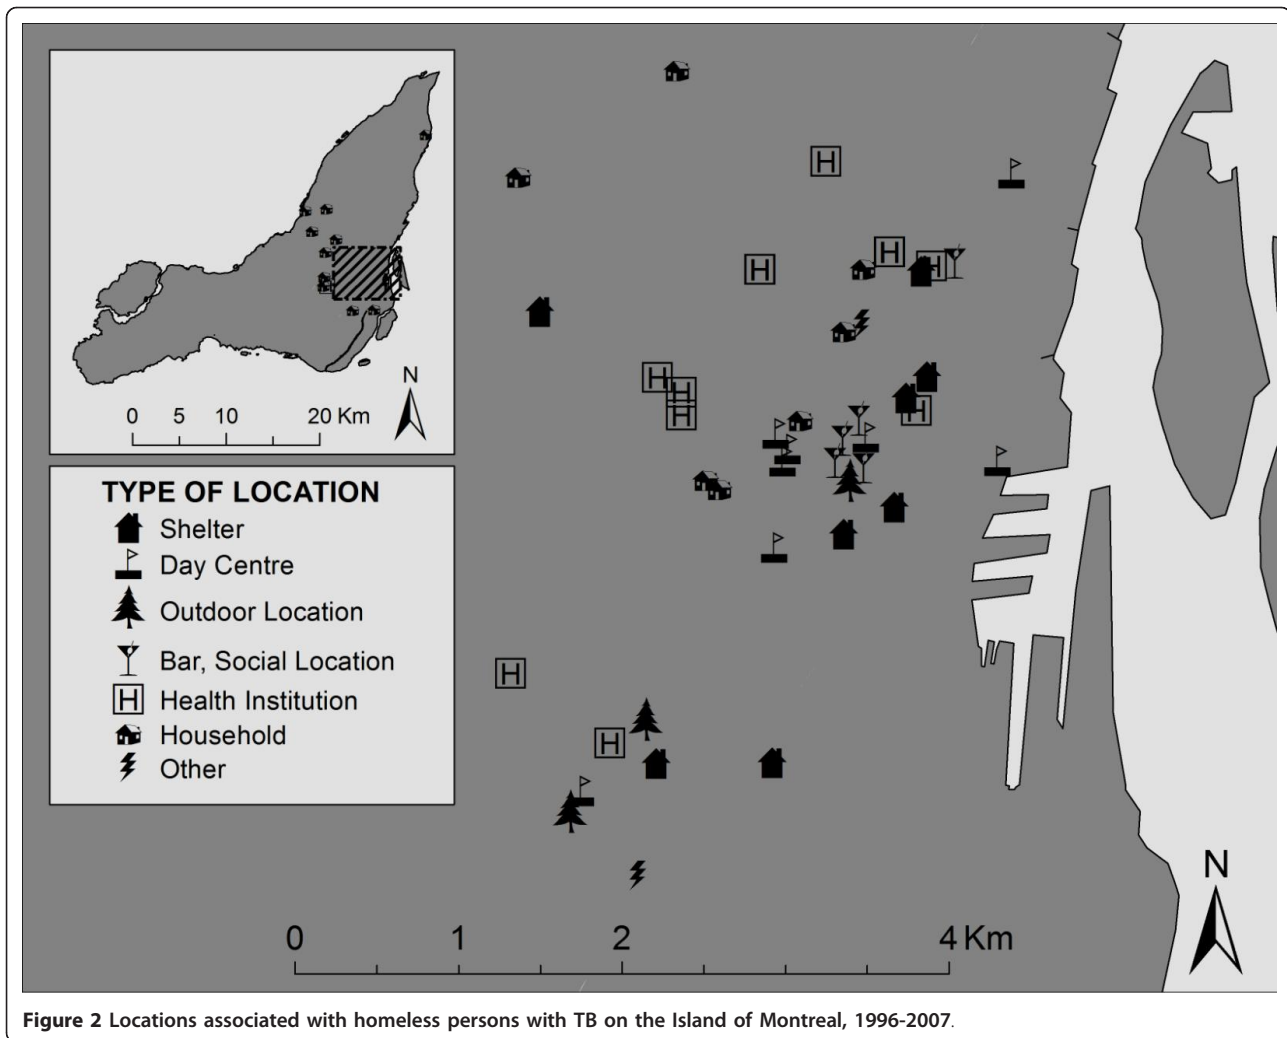 N
0 5 10 20 Km
TYPE OF LOCATION
Shelter
Day Centre
Outdoor Location
Bar, Social Location
H Health Institution
Household
Other
H
H
H
H
H
H
H
H
H
H
H
N
0 1 2 4 Km
Figure 2 Locations associated with homeless persons with TB on the Island of Montreal, 1996-2007.